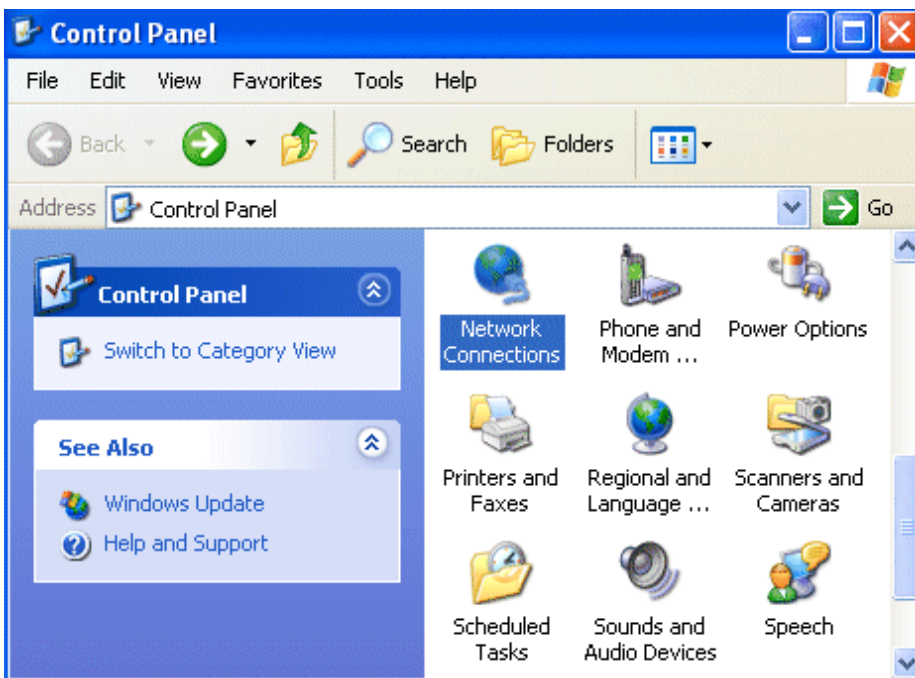 Control Panel
File Edit View Favorites Tools Help
Back Search Folders
Address Control Panel Go
Control Panel
Switch to Category View
See Also
Windows Update
Help and Support
Network
Connections
Phone and
Modem ...
Power Options
Printers and
Faxes
Regional and
Language ...
Scanners and
Cameras
Scheduled
Tasks
Sounds and
Audio Devices
Speech